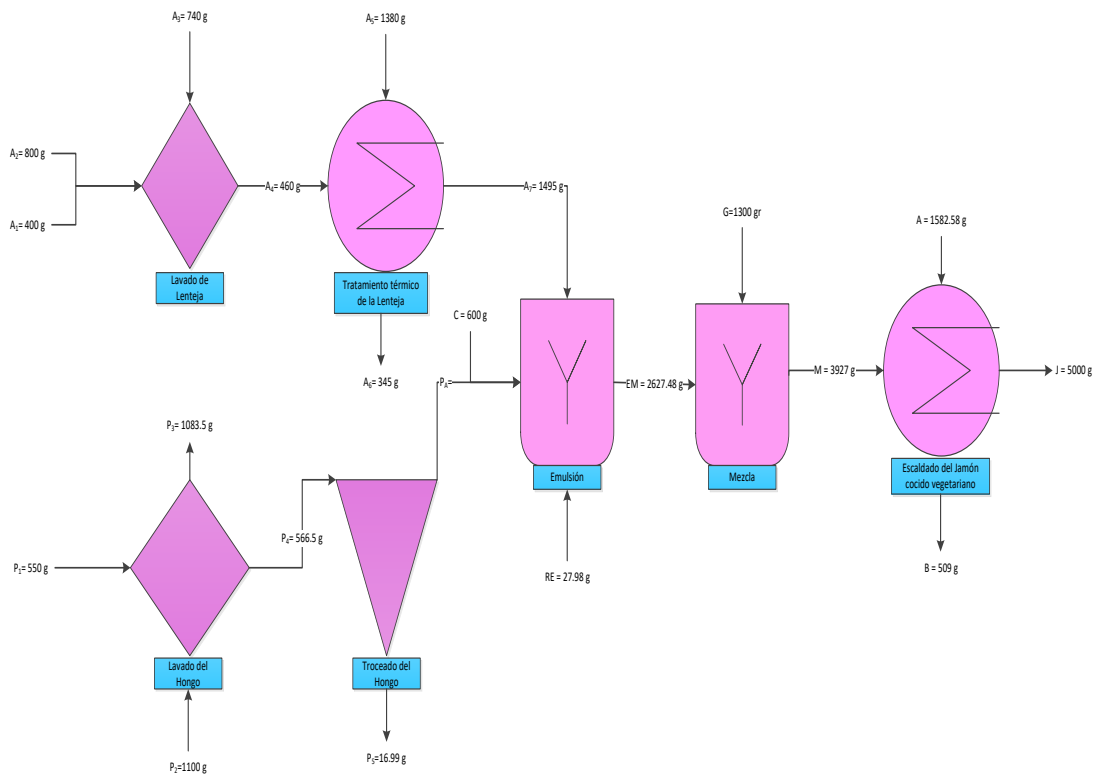 A₃= 740 g
A₅= 1380 g
A₂= 800 g
A₁= 400 g
A₄= 460 g
A₇= 1495 g
Lavado de
Lenteja
Tratamiento térmico
de la Lenteja
A₆= 345 g
G=1300 gr
A = 1582.58 g
C = 600 g
EM = 2627.48 g
M = 3927 g
J = 5000 g
Emulsión
Mezcla
Escaldado del Jamón
cocido vegetariano
RE = 27.98 g
B = 509 g
P₃= 1083.5 g
P₄= 566.5 g
P₁= 550 g
Lavado del
Hongo
Troceado del
Hongo
P₂=1100 g
P₅=16.99 g